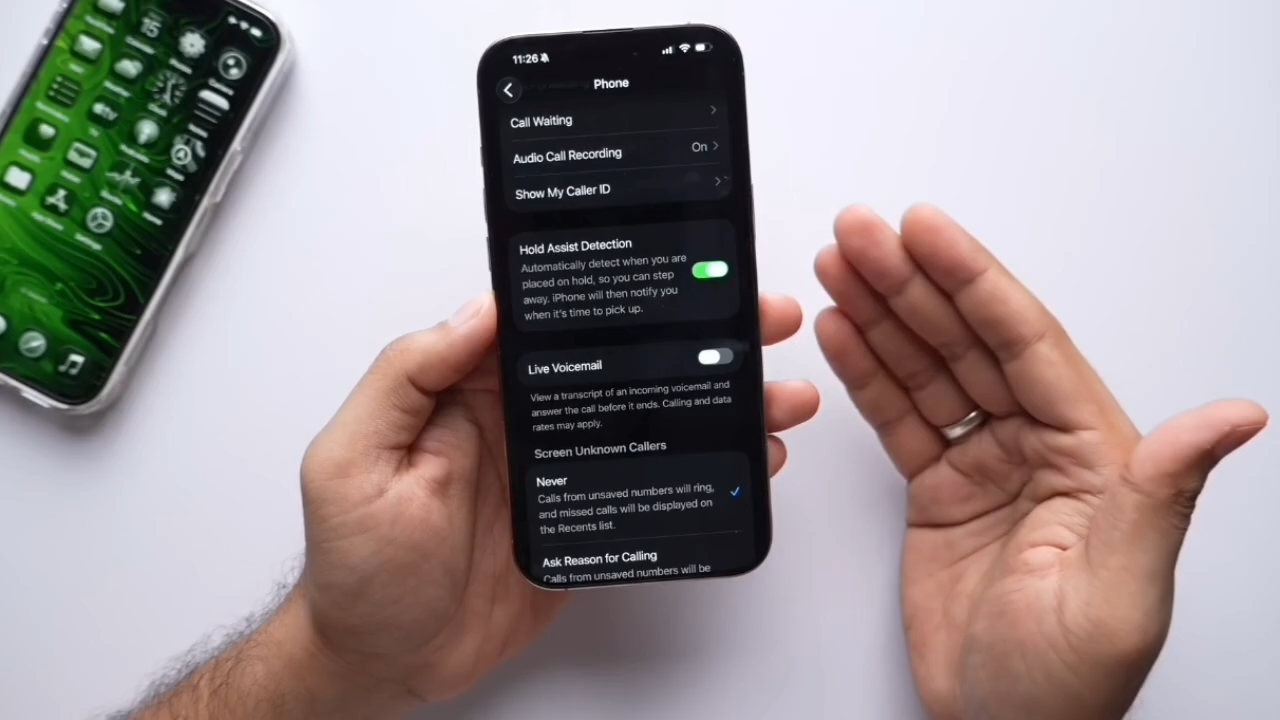 11:26
Phone
Call Waiting
Audio Call Recording On
Show My Caller ID
Hold Assist Detection
Automatically detect when you are
placed on hold, so you can step
away. iPhone will then notify you
when it's time to pick up.
Live Voicemail
View a transcript of an incoming voicemail and
answer the call before it ends. Calling and data
rates may apply.
Screen Unknown Callers
Never
Calls from unsaved numbers will ring,
and missed calls will be displayed on
the Recents list.
Ask Reason for Calling
Calls from unsaved numbers will be
15
Settings